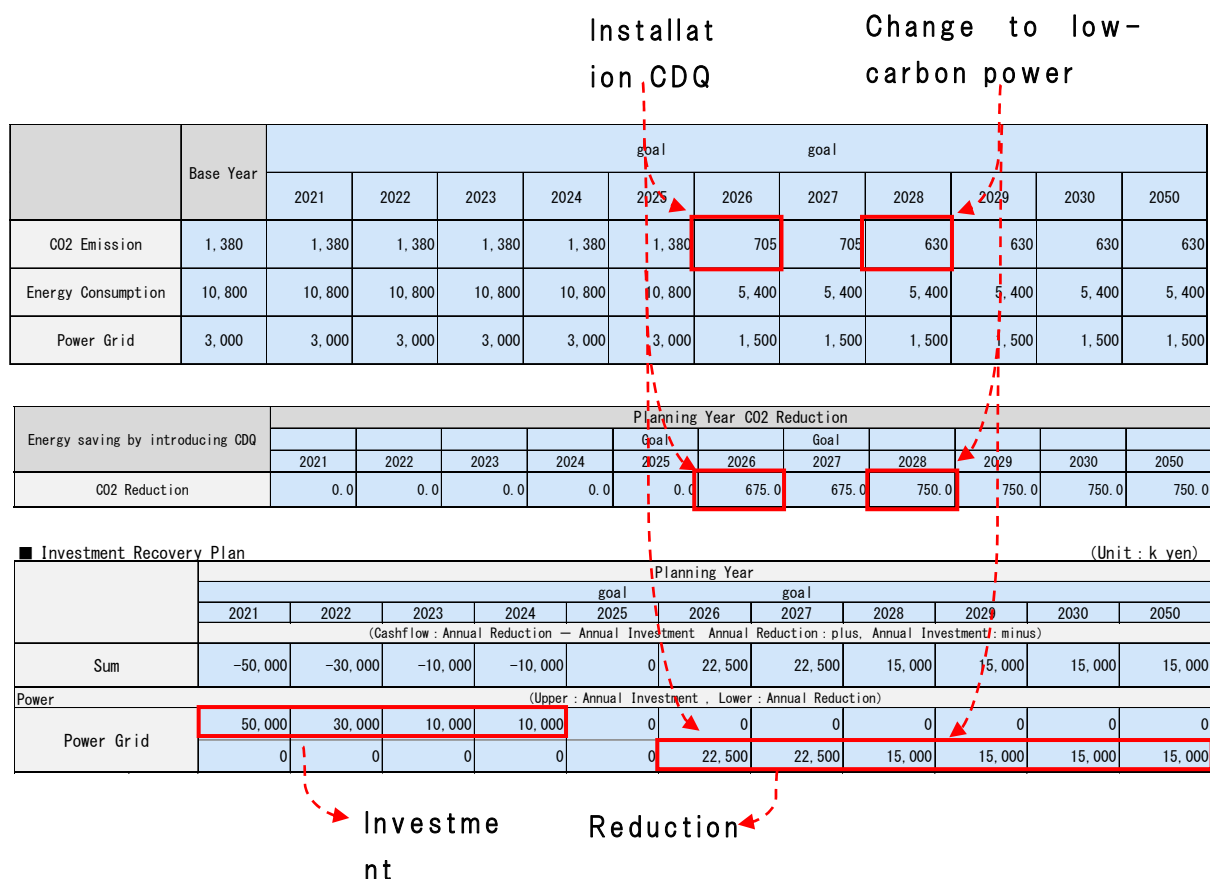 Installat
ion CDQ
Change to low-
carbon power
goal goal
Base Year
2021 2022 2023 2024 2025 2026 2027 2028 2029 2030 2050
CO2 Emission 1,380 1,380 1,380 1,380 1,380 1,380 705 705 630 630 630 630
Energy Consumption 10,800 10,800 10,800 10,800 10,800 10,800 5,400 5,400 5,400 5,400 5,400 5,400
Power Grid 3,000 3,000 3,000 3,000 3,000 3,000 1,500 1,500 1,500 1,500 1,500 1,500
Planning Year CO2 Reduction
Energy saving by introducing CDQ
Goal Goal
2021 2022 2023 2024 2025 2026 2027 2028 2029 2030 2050
CO2 Reduction 0.0 0.0 0.0 0.0 0.0 675.0 675.0 750.0 750.0 750.0 750.0
■ Investment Recovery Plan (Unit：k yen)
Planning Year
goal goal
2021 2022 2023 2024 2025 2026 2027 2028 2029 2030 2050
(Cashflow：Annual Reduction － Annual Investment Annual Reduction：plus, Annual Investment：minus)
Sum -50,000 -30,000 -10,000 -10,000 0 22,500 22,500 15,000 15,000 15,000 15,000
Power (Upper：Annual Investment , Lower：Annual Reduction)
Power Grid
50,000 30,000 10,000 10,000 0 0 0 0 0 0 0
0 0 0 0 0 22,500 22,500 15,000 15,000 15,000 15,000
Investme
nt
Reduction